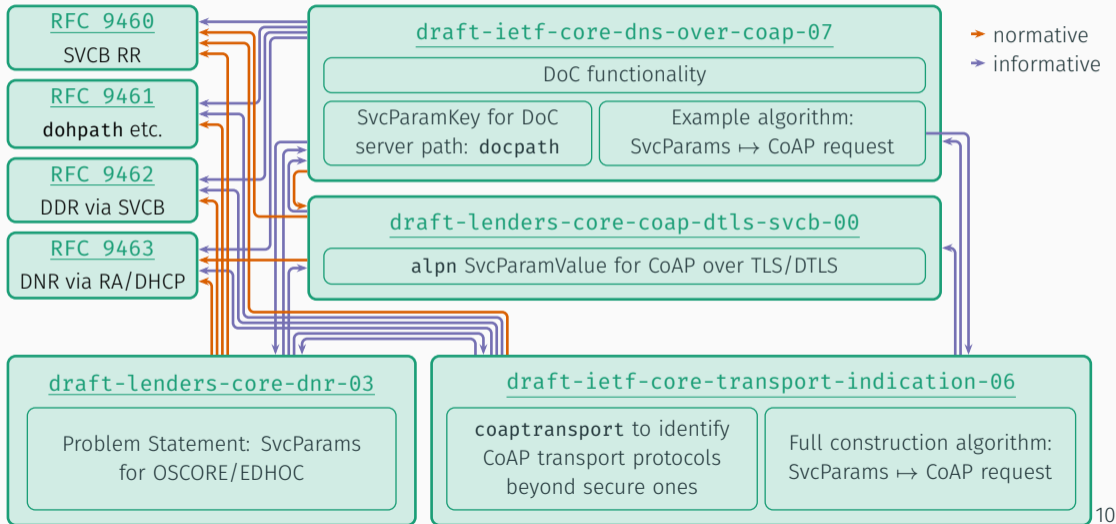 RFC 9460
SVCB RR
RFC 9461
dohpath etc.
RFC 9462
DDR via SVCB
RFC 9463
DNR via RA/DHCP
draft-ietf-core-dns-over-coap-07
DoC functionality
SvcParamKey for DoC
server path: docpath
Example algorithm:
SvcParams ↦ CoAP request
normative
informative
draft-lenders-core-coap-dtls-svcb-00
alpn SvcParamValue for CoAP over TLS/DTLS
draft-lenders-core-dnr-03
Problem Statement: SvcParams
for OSCORE/EDHOC
draft-ietf-core-transport-indication-06
coaptransport to identify
CoAP transport protocols
beyond secure ones
Full construction algorithm:
SvcParams ↦ CoAP request
10